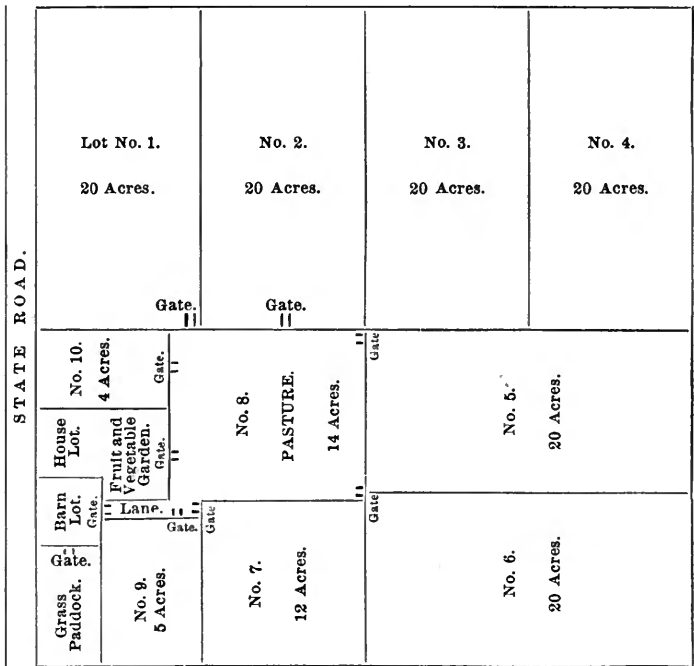 STATE ROAD.
Lot No. 1.
20 Acres.
No. 2.
20 Acres.
No. 3.
20 Acres.
No. 4.
20 Acres.
Gate.
Gate.
No. 10.
4 Acres.
Gate.
No. 8.
PASTURE.
14 Acres.
Gate
No. 5.
20 Acres.
House
Lot.
Fruit and
Vegetable
Garden.
Gate.
Barn
Lot.
Gate.
Lane.
Gate.
Gate
Gate
Gate.
Grass
Paddock.
No. 9.
5 Acres.
No. 7.
12 Acres.
No. 6.
20 Acres.